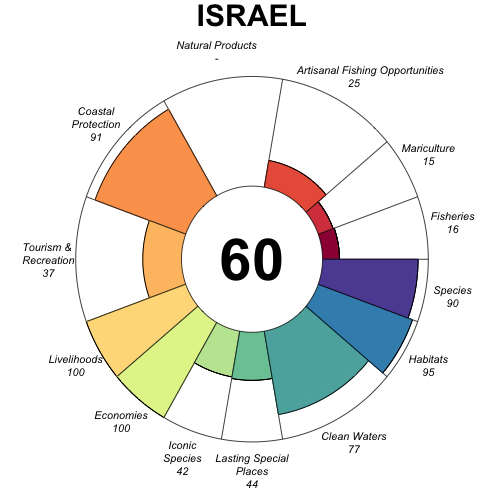 ISRAEL
Natural Products
-
Artisanal Fishing Opportunities
25
Coastal
Protection
91
Mariculture
15
Fisheries
16
Tourism &
Recreation
37
60
Species
90
Livelihoods
100
Habitats
95
Economies
100
Clean Waters
77
Iconic
Species
42
Lasting Special
Places
44